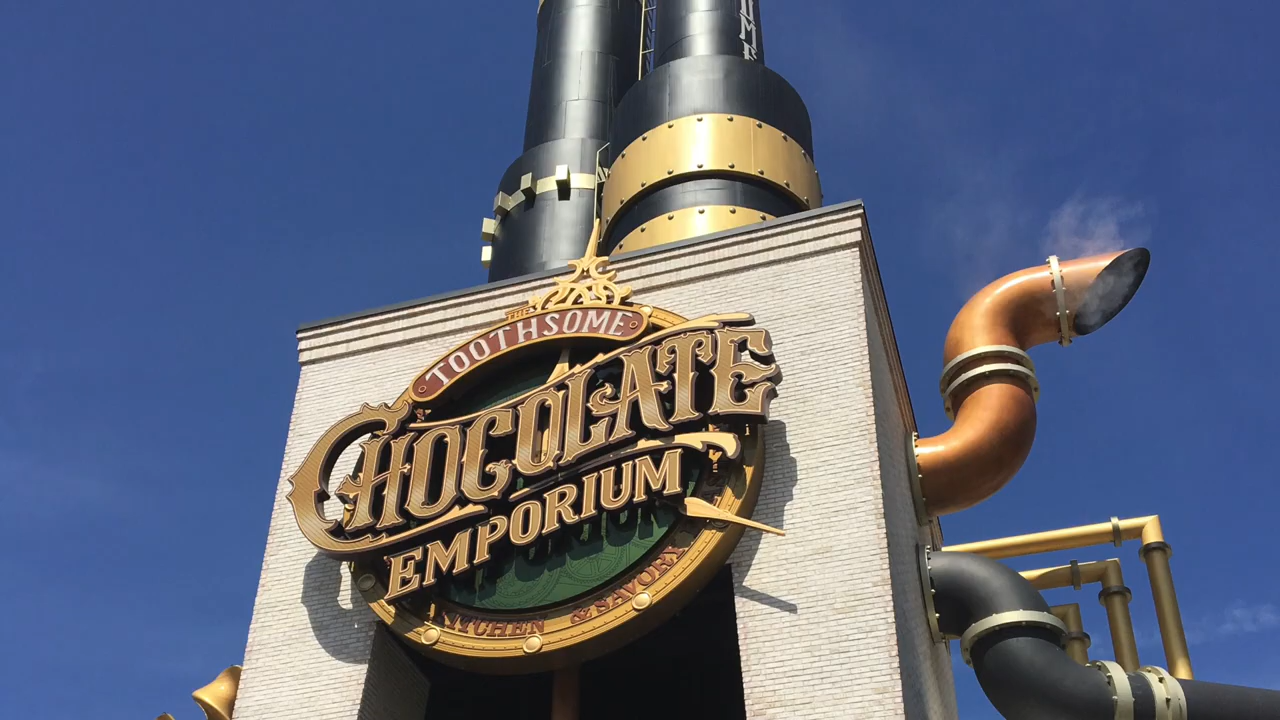 THE
TOOTHSOME
CHOCOLATE
EMPORIUM
KITCHEN & SAVORY